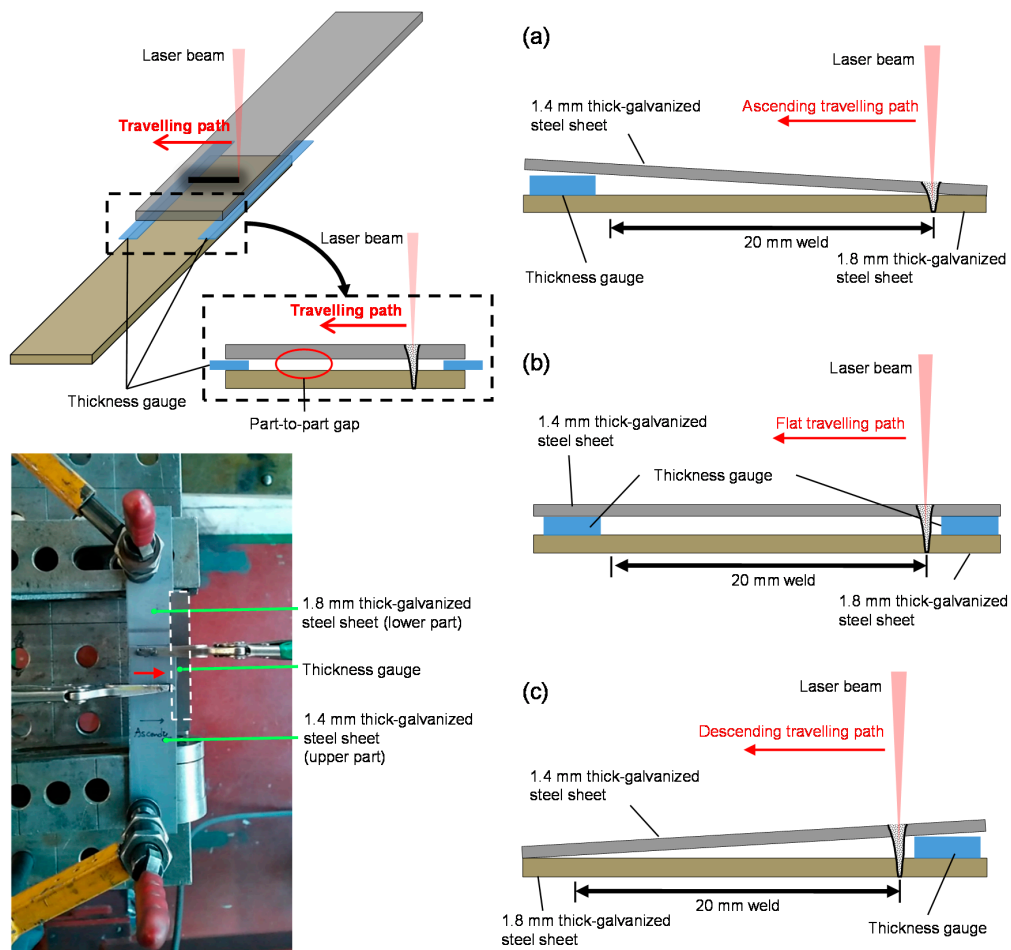 Laser beam
Travelling path
Laser beam
Travelling path
Thickness gauge
Part-to-part gap
1.8 mm thick-galvanized
steel sheet (lower part)
Thickness gauge
1.4 mm thick-galvanized
steel sheet
(upper part)
Ascende
(a)
Laser beam
1.4 mm thick-galvanized
steel sheet
Ascending travelling path
20 mm weld
Thickness gauge
1.8 mm thick-galvanized
steel sheet
(b)
Laser beam
1.4 mm thick-galvanized
steel sheet
Flat travelling path
Thickness gauge
20 mm weld
1.8 mm thick-galvanized
steel sheet
(c)
Laser beam
Descending travelling path
1.4 mm thick-galvanized
steel sheet
20 mm weld
1.8 mm thick-galvanized
steel sheet
Thickness gauge